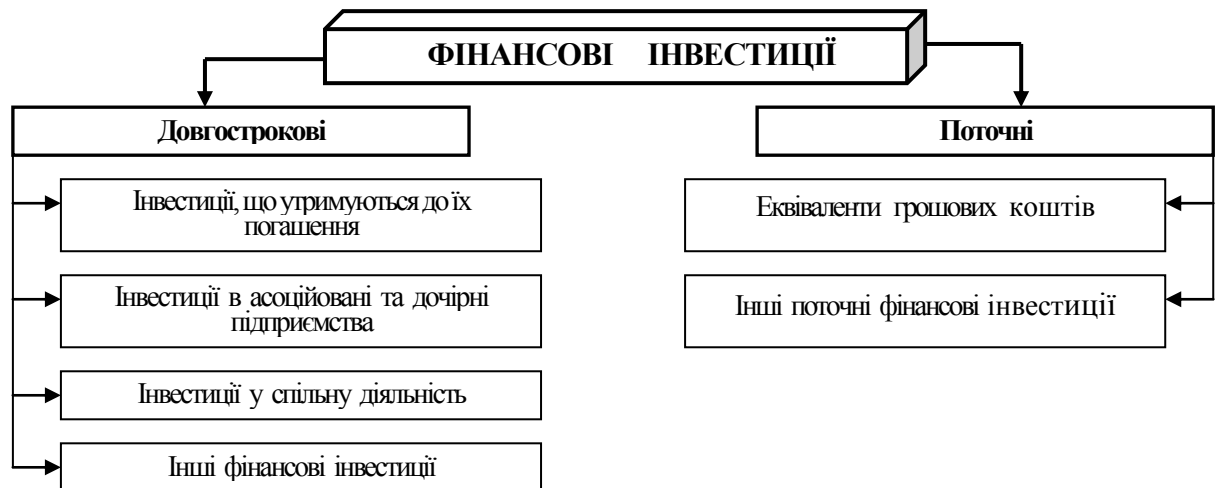 ФІНАНСОВІ ІНВЕСТИЦІЇ
Довгострокові
Інвестиції, що утримуються до їх
погашення
Інвестиції в асоційовані та дочірні
підприємства
Інвестиції у спільну діяльність
Інші фінансові інвестиції
Поточні
Еквіваленти грошових коштів
Інші поточні фінансові інвестиції